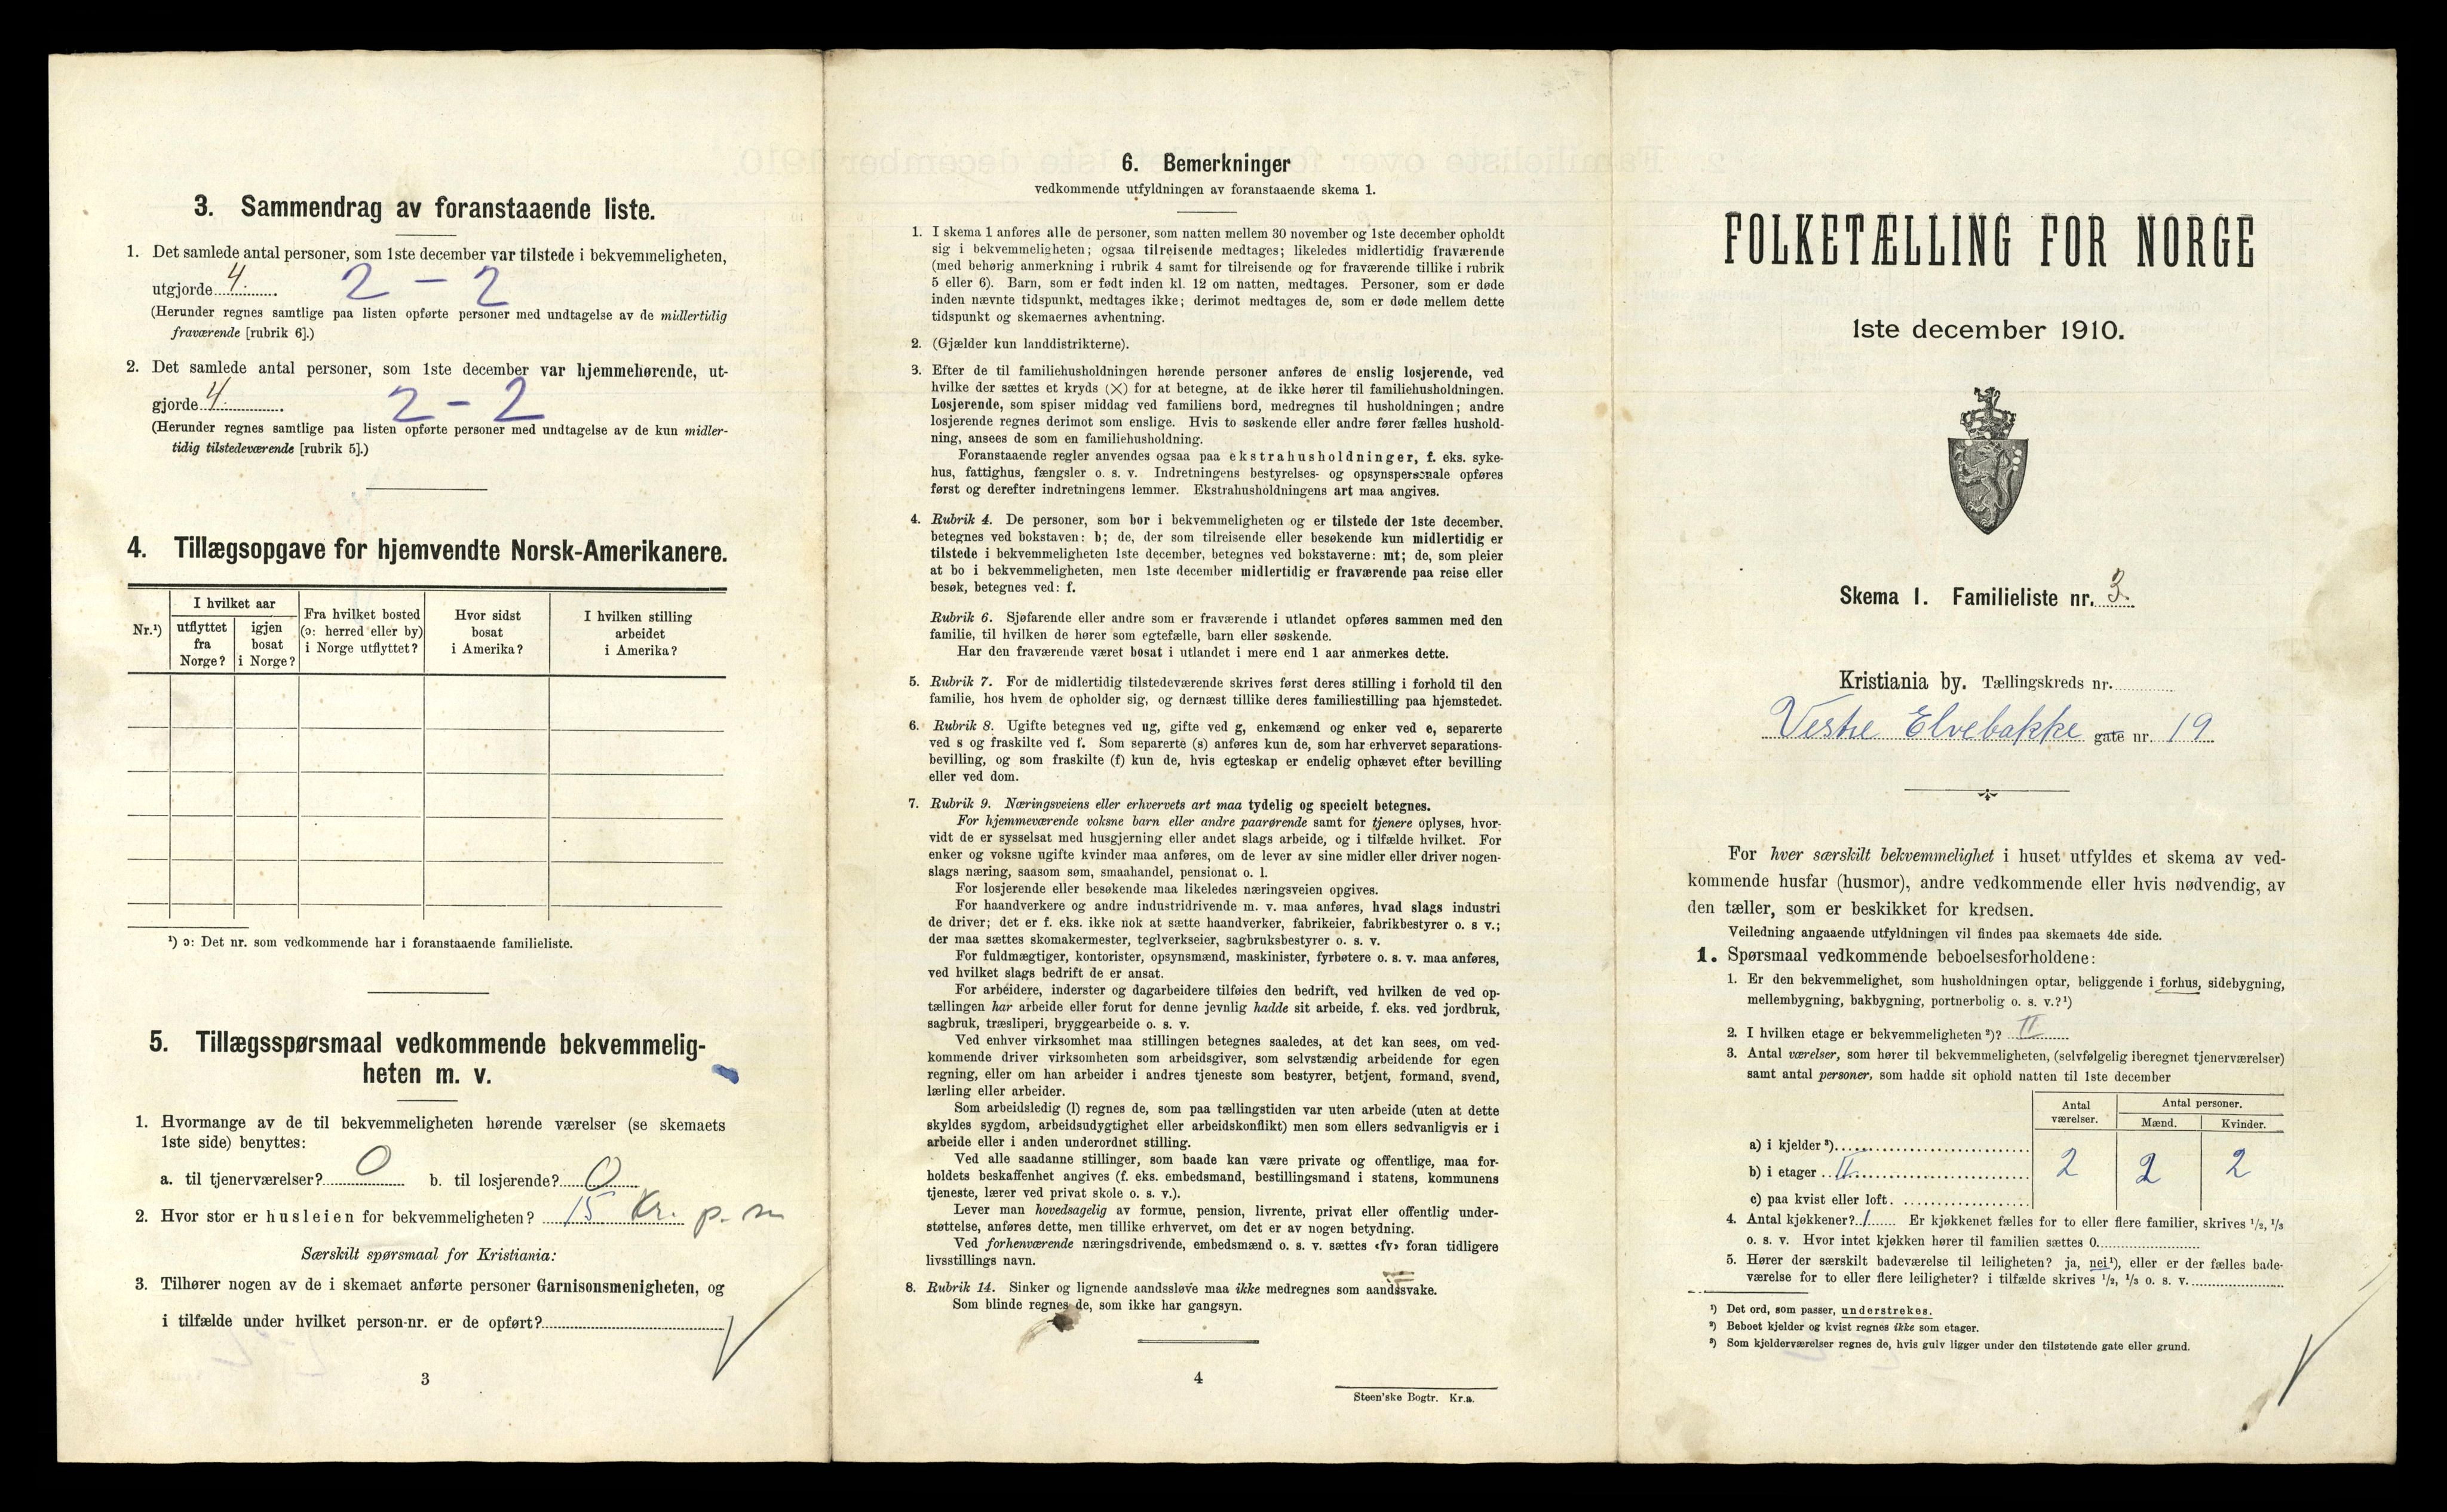 3. Sammendrag av foranstaaende liste.
1. Det samlede antal personer, som 1ste december var tilstede i bekvemmeligheten,
utgjorde 4. 2 - 2
(Herunder regnes samtlige paa listen opførte personer med undtagelse av de midlertidig
fraværende [rubrik 6].)
2. Det samlede antal personer, som 1ste december var hjemmehørende, ut-
gjorde 4. 2 - 2
(Herunder regnes samtlige paa listen opførte personer med undtagelse av de kun midler-
tidig tilstedeværende [rubrik 5].)
4. Tillægsopgave for hjemvendte Norsk-Amerikanere.
Nr.¹)
I hvilket aar
utflyttet fra Norge?
igjen bosat i Norge?
Fra hvilket bosted (ɔ: herred eller by) i Norge utflyttet?
Hvor sidst bosat i Amerika?
I hvilken stilling arbeidet i Amerika?
¹) ɔ: Det nr. som vedkommende har i foranstaaende familieliste.
5. Tillægsspørsmaal vedkommende bekvemmelig-
heten m. v.
1. Hvormange av de til bekvemmeligheten hørende værelser (se skemaets
1ste side) benyttes:
a. til tjenerværelser? 0 b. til losjerende? 0
2. Hvor stor er husleien for bekvemmeligheten? 15 Kr. p. m
Særskilt spørsmaal for Kristiania:
3. Tilhører nogen av de i skemaet anførte personer Garnisonsmenigheten, og
i tilfælde under hvilket person-nr. er de opført?
3
6. Bemerkninger
vedkommende utfyldningen av foranstaaende skema 1.
1. I skema 1 anføres alle de personer, som natten mellem 30 november og 1ste december opholdt
sig i bekvemmeligheten; ogsaa tilreisende medtages; likeledes midlertidig fraværende
(med behørig anmerkning i rubrik 4 samt for tilreisende og for fraværende tillike i rubrik
5 eller 6). Barn, som er født inden kl. 12 om natten, medtages. Personer, som er døde
inden nævnte tidspunkt, medtages ikke; derimot medtages de, som er døde mellem dette
tidspunkt og skemaernes avhentning.
2. (Gjælder kun landdistrikterne).
3. Efter de til familiehusholdningen hørende personer anføres de enslig losjerende, ved
hvilke der sættes et kryds (×) for at betegne, at de ikke hører til familiehusholdningen.
Losjerende, som spiser middag ved familiens bord, medregnes til husholdningen; andre
losjerende regnes derimot som enslige. Hvis to søskende eller andre fører fælles hushold-
ning, ansees de som en familiehusholdning.
Foranstaaende regler anvendes ogsaa paa ekstrahusholdninger, f. eks. syke-
hus, fattighus, fængsler o. s. v. Indretningens bestyrelses- og opsynspersonale opføres
først og derefter indretningens lemmer. Ekstrahusholdningens art maa angives.
4. Rubrik 4. De personer, som bor i bekvemmeligheten og er tilstede der 1ste december,
betegnes ved bokstaven: b; de, der som tilreisende eller besøkende kun midlertidig er
tilstede i bekvemmeligheten 1ste december, betegnes ved bokstaverne: mt; de, som pleier
at bo i bekvemmeligheten, men 1ste december midlertidig er fraværende paa reise eller
besøk, betegnes ved: f.
Rubrik 6. Sjøfarende eller andre som er fraværende i utlandet opføres sammen med den
familie, til hvilken de hører som egtefælle, barn eller søskende.
Har den fraværende været bosat i utlandet i mere end 1 aar anmerkes dette.
5. Rubrik 7. For de midlertidig tilstedeværende skrives først deres stilling i forhold til den
familie, hos hvem de opholder sig, og dernæst tillike deres familiestilling paa hjemstedet.
6. Rubrik 8. Ugifte betegnes ved ug, gifte ved g, enkemænd og enker ved e, separerte
ved s og fraskilte ved f. Som separerte (s) anføres kun de, som har erhvervet separations-
bevilling, og som fraskilte (f) kun de, hvis egteskap er endelig ophævet efter bevilling
eller ved dom.
7. Rubrik 9. Næringsveiens eller erhvervets art maa tydelig og specielt betegnes.
For hjemmeværende voksne barn eller andre paarørende samt for tjenere oplyses, hvor-
vidt de er sysselsat med husgjerning eller andet slags arbeide, og i tilfælde hvilket. For
enker og voksne ugifte kvinder maa anføres, om de lever av sine midler eller driver nogen-
slags næring, saasom søm, smaahandel, pensionat o. l.
For losjerende eller besøkende maa likeledes næringsveien opgives.
For haandverkere og andre industridrivende m. v. maa anføres, hvad slags industri
de driver; det er f. eks. ikke nok at sætte haandverker, fabrikeier, fabrikbestyrer o. s v.;
der maa sættes skomakermester, teglverkseier, sagbruksbestyrer o. s. v.
For fuldmægtiger, kontorister, opsynsmænd, maskinister, fyrbøtere o. s. v. maa anføres,
ved hvilket slags bedrift de er ansat.
For arbeidere, inderster og dagarbeidere tilføies den bedrift, ved hvilken de ved op-
tællingen har arbeide eller forut for denne jevnlig hadde sit arbeide, f. eks. ved jordbruk,
sagbruk, træsliperi, bryggearbeide o. s. v.
Ved enhver virksomhet maa stillingen betegnes saaledes, at det kan sees, om ved-
kommende driver virksomheten som arbeidsgiver, som selvstændig arbeidende for egen
regning, eller om han arbeider i andres tjeneste som bestyrer, betjent, formand, svend,
lærling eller arbeider.
Som arbeidsledig (l) regnes de, som paa tællingstiden var uten arbeide (uten at dette
skyldes sygdom, arbeidsudygtighet eller arbeidskonflikt) men som ellers sedvanligvis er i
arbeide eller i anden underordnet stilling.
Ved alle saadanne stillinger, som baade kan være private og offentlige, maa for-
holdets beskaffenhet angives (f. eks. embedsmand, bestillingsmand i statens, kommunens
tjeneste, lærer ved privat skole o. s. v.).
Lever man hovedsagelig av formue, pension, livrente, privat eller offentlig under-
støttelse, anføres dette, men tillike erhvervet, om det er av nogen betydning.
Ved forhenværende næringsdrivende, embedsmænd o. s. v. sættes «fv» foran tidligere
livsstillings navn.
8. Rubrik 14. Sinker og lignende aandssløve maa ikke medregnes som aandssvake.
Som blinde regnes de, som ikke har gangsyn.
4
Steen'ske Bogtr. Kr.a.
FOLKETÆLLING FOR NORGE
1ste december 1910.
Skema 1. Familieliste nr. 3.
Kristiania by. Tællingskreds nr.
Vestre Elvebakke gate nr. 19
For hver særskilt bekvemmelighet i huset utfyldes et skema av ved-
kommende husfar (husmor), andre vedkommende eller hvis nødvendig, av
den tæller, som er beskikket for kredsen.
Veiledning angaaende utfyldningen vil findes paa skemaets 4de side.
1. Spørsmaal vedkommende beboelsesforholdene:
1. Er den bekvemmelighet, som husholdningen optar, beliggende i forhus, sidebygning,
mellembygning, bakbygning, portnerbolig o. s. v.?¹)
2. I hvilken etage er bekvemmeligheten²)? II
3. Antal værelser, som hører til bekvemmeligheten, (selvfølgelig iberegnet tjenerværelser)
samt antal personer, som hadde sit ophold natten til 1ste december
Antal værelser.
Antal personer.
Mænd. Kvinder.
a) i kjelder³)
b) i etager II 2 2 2
c) paa kvist eller loft.
4. Antal kjøkkener? 1 Er kjøkkenet fælles for to eller flere familier, skrives ¹/₂, ¹/₃
o. s. v. Hvor intet kjøkken hører til familien sættes 0.
5. Hører der særskilt badeværelse til leiligheten? ja, nei¹), eller er der fælles bade-
værelse for to eller flere leiligheter? i tilfælde skrives ¹/₂, ¹/₃ o. s. v.
¹) Det ord, som passer, understrekes.
²) Beboet kjelder og kvist regnes ikke som etager.
³) Som kjelderværelser regnes de, hvis gulv ligger under den tilstøtende gate eller grund.